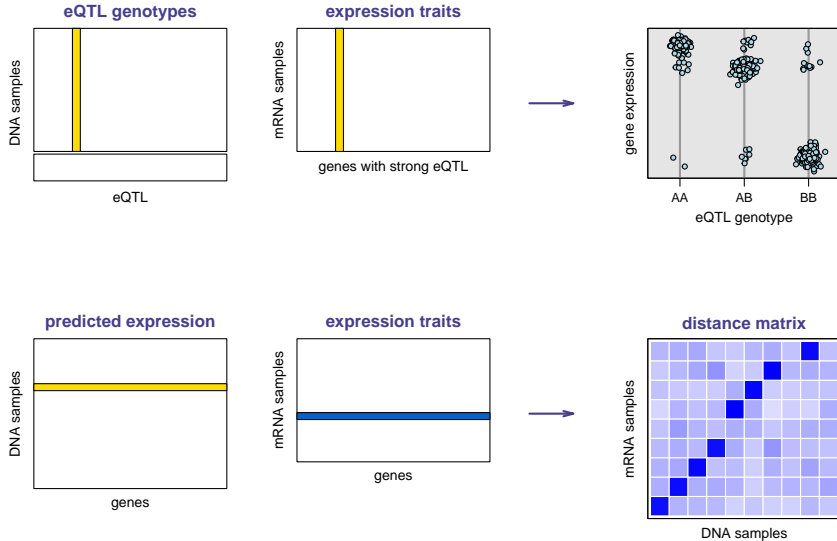 eQTL genotypes
DNA samples
eQTL
expression traits
mRNA samples
genes with strong eQTL
gene expression
AA AB BB
eQTL genotype
predicted expression
DNA samples
genes
expression traits
mRNA samples
genes
distance matrix
mRNA samples
DNA samples